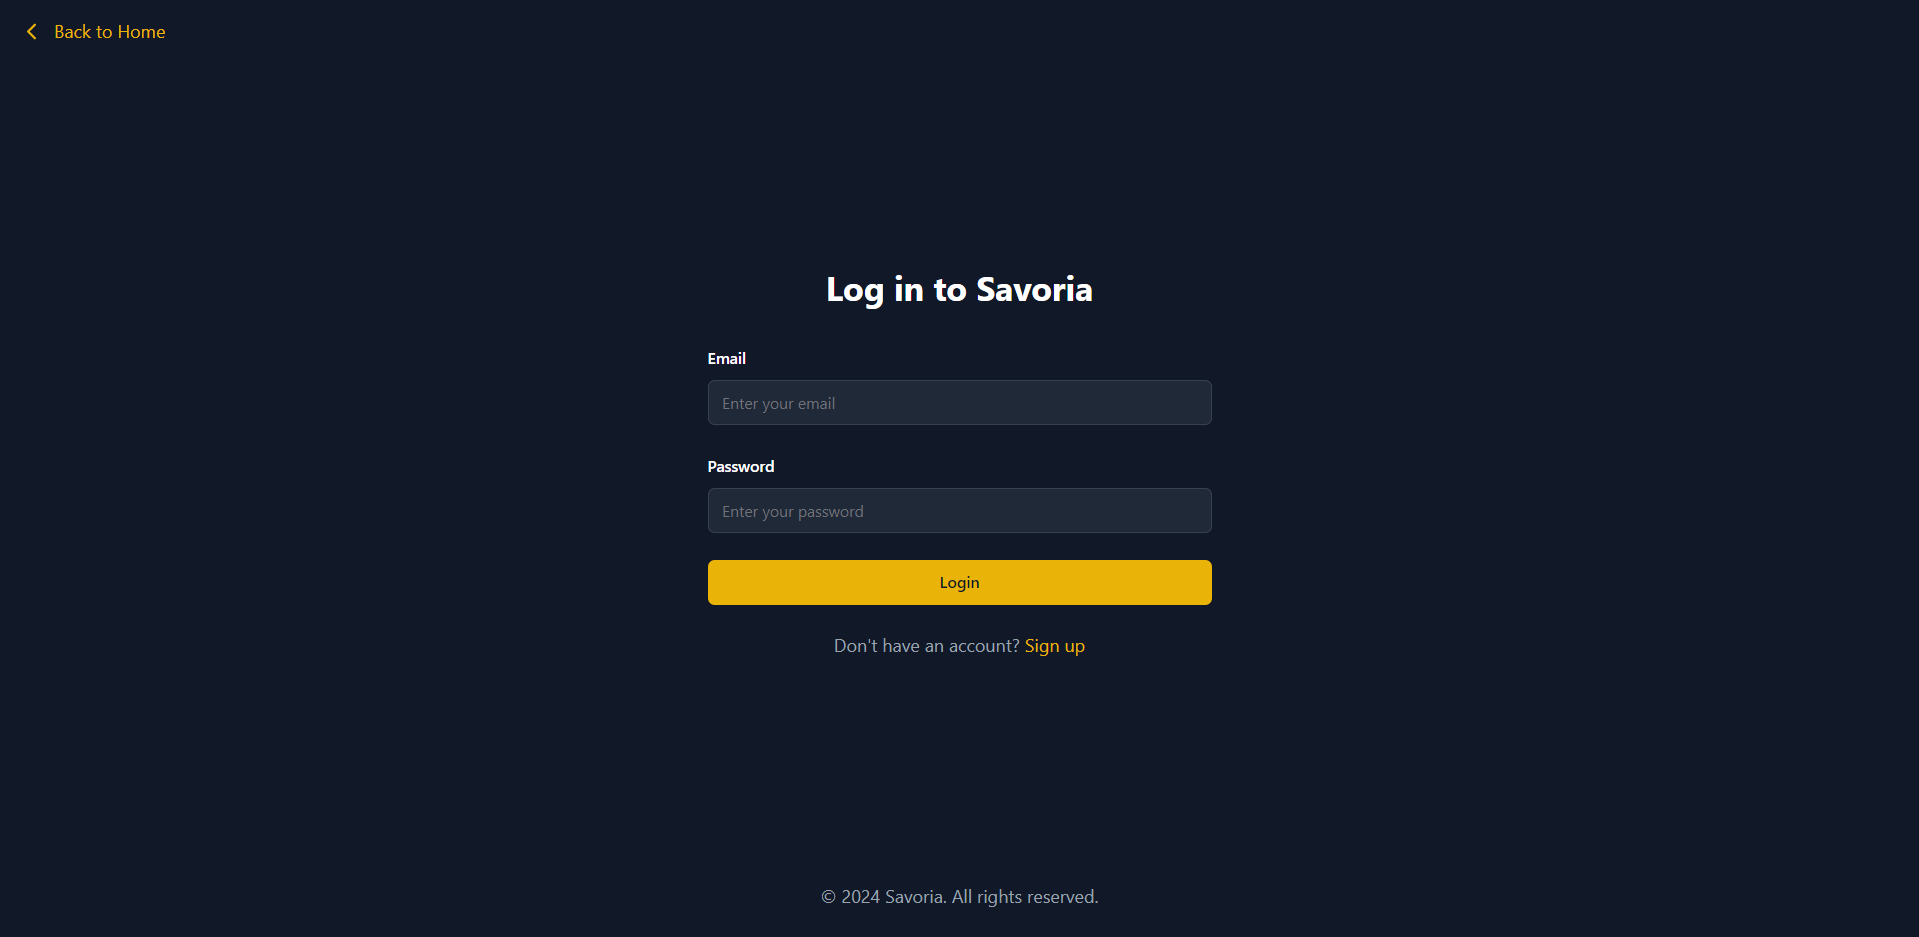 Back to Home
Log in to Savoria
Email
Enter your email
Password
Enter your password
Login
Don't have an account? Sign up
© 2024 Savoria. All rights reserved.